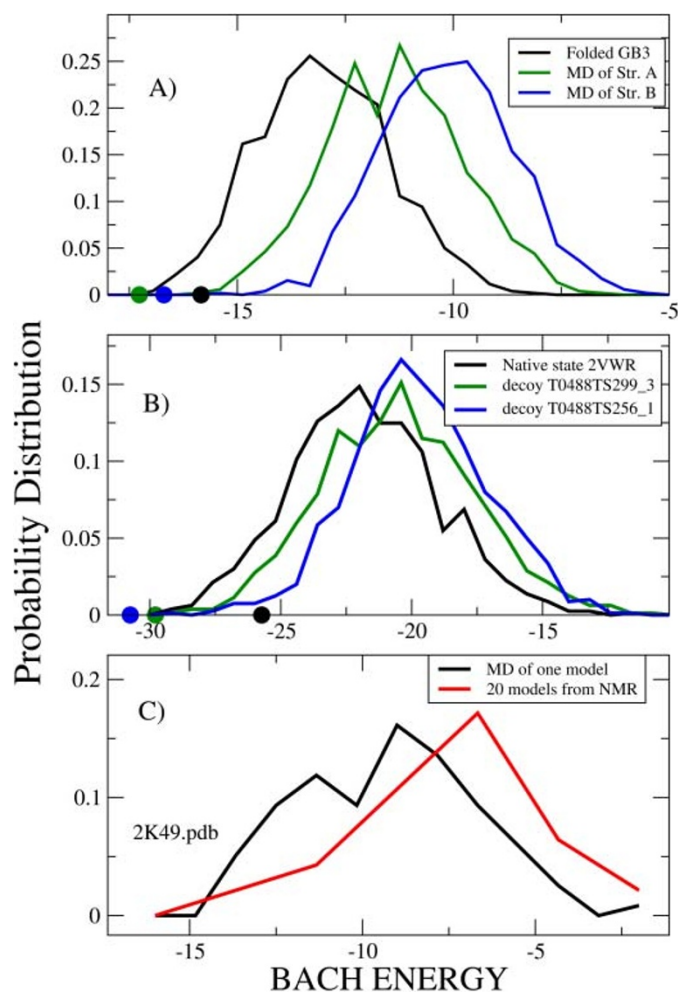 Probability Distribution
A)
Folded GB3
MD of Str. A
MD of Str. B
0.25
0.2
0.15
0.1
0.05
0
-15
-10
-5
B)
Native state 2VWR
decoy T0488TS299_3
decoy T0488TS256_1
0.15
0.1
0.05
0
-30
-25
-20
-15
C)
MD of one model
20 models from NMR
2K49.pdb
0.2
0.1
0
-15
-10
-5
BACH ENERGY